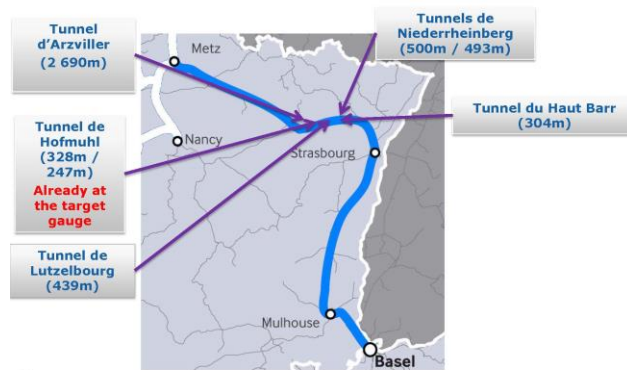 Tunnel
d'Arzviller
(2 690m)
Tunnels de
Niederrheinberg
(500m / 493m)
Metz
Tunnel du Haut Barr
(304m)
Tunnel de
Hofmuhl
(328m /
247m)
Already at
the target
gauge
Nancy
Strasbourg
Tunnel de
Lutzelbourg
(439m)
Mulhouse
Basel